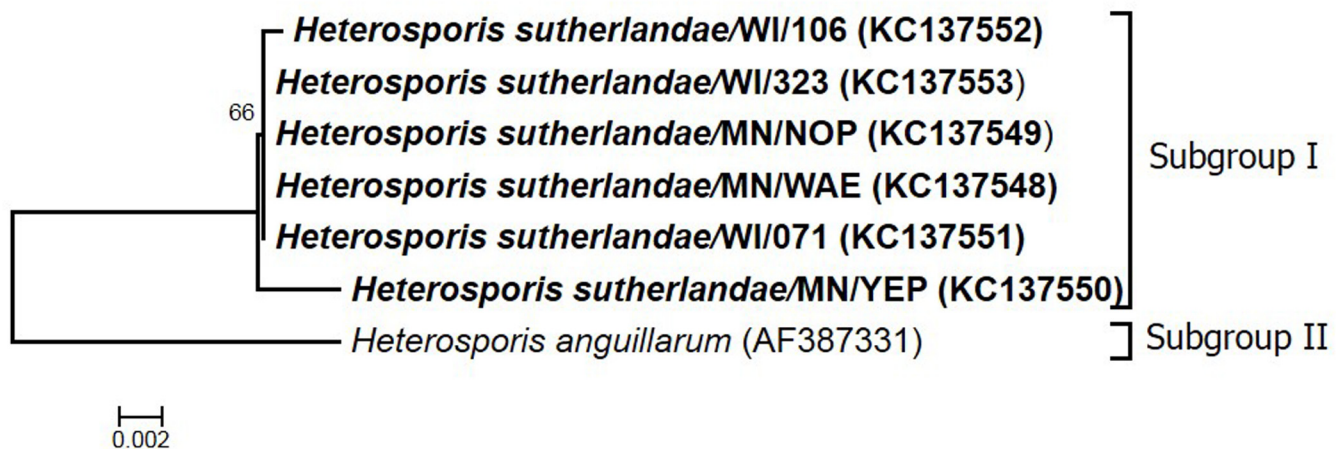 Heterosporis sutherlandae/WI/106 (KC137552)
Heterosporis sutherlandae/WI/323 (KC137553)
66
Heterosporis sutherlandae/MN/NOP (KC137549)
Subgroup I
Heterosporis sutherlandae/MN/WAE (KC137548)
Heterosporis sutherlandae/WI/071 (KC137551)
Heterosporis sutherlandae/MN/YEP (KC137550)
Heterosporis anguillarum (AF387331)
Subgroup II
0.002